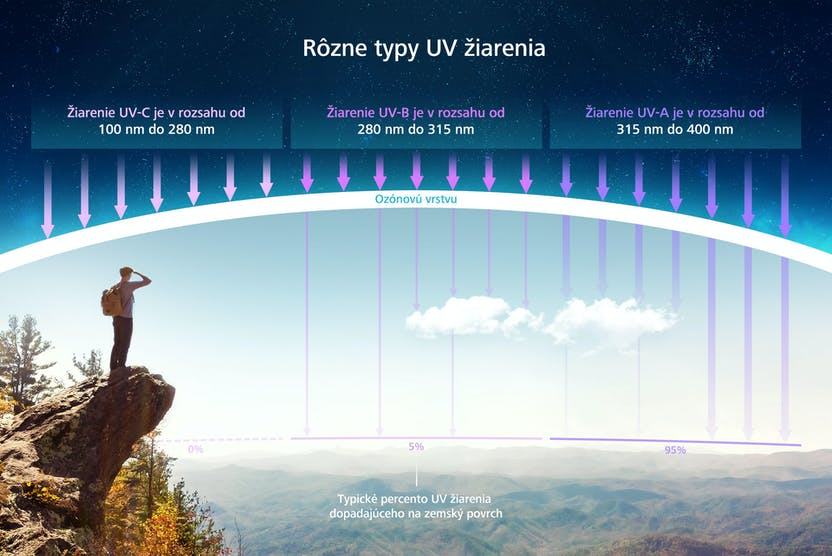 Rôzne typy UV žiarenia
Žiarenie UV-C je v rozsahu od
100 nm do 280 nm
Žiarenie UV-B je v rozsahu od
280 nm do 315 nm
Žiarenie UV-A je v rozsahu od
315 nm do 400 nm
Ozónovú vrstvu
0%
5%
95%
Typické percento UV žiarenia
dopadajúceho na zemský povrch